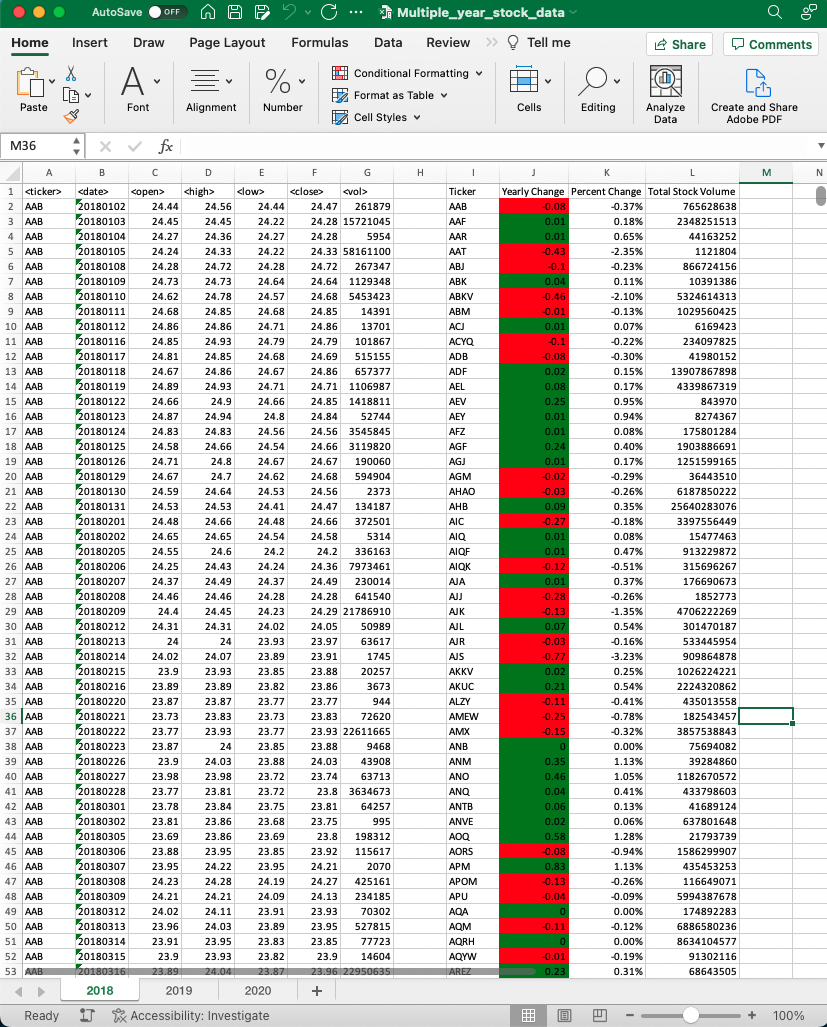 AutoSave OFF Multiple_year_stock_data
Home Insert Draw Page Layout Formulas Data Review Tell me Share Comments
Paste Font Alignment Number Conditional Formatting Format as Table Cell Styles Cells Editing Analyze Data Create and Share Adobe PDF
M36 fx
A B C D E F G H I J K L M N
1 <ticker> <date> <open> <high> <low> <close> <vol> Ticker Yearly Change Percent Change Total Stock Volume
2 AAB 20180102 24.44 24.56 24.44 24.47 261879 AAB -0.08 -0.37% 765628638
3 AAB 20180103 24.45 24.45 24.22 24.28 15721045 AAF 0.01 0.18% 2348251513
4 AAB 20180104 24.27 24.36 24.27 24.28 5954 AAR 0.01 0.65% 44163252
5 AAB 20180105 24.24 24.33 24.22 24.33 58161100 AAT -0.43 -2.35% 1121804
6 AAB 20180108 24.28 24.72 24.28 24.72 267347 ABJ -0.1 -0.23% 866724156
7 AAB 20180109 24.73 24.73 24.64 24.64 1129348 ABK 0.04 0.11% 10391386
8 AAB 20180110 24.62 24.78 24.57 24.68 5453423 ABKV -0.46 -2.10% 5324614313
9 AAB 20180111 24.68 24.85 24.68 24.85 14391 ABM -0.01 -0.13% 1029560425
10 AAB 20180112 24.86 24.86 24.71 24.86 13701 ACJ 0.01 0.07% 6169423
11 AAB 20180116 24.85 24.93 24.79 24.79 101867 ACYQ -0.1 -0.22% 234097825
12 AAB 20180117 24.81 24.85 24.68 24.69 515155 ADB -0.08 -0.30% 41980152
13 AAB 20180118 24.67 24.86 24.67 24.86 657377 ADF 0.02 0.15% 13907867898
14 AAB 20180119 24.89 24.93 24.71 24.71 1106987 AEL 0.08 0.17% 4339867319
15 AAB 20180122 24.66 24.9 24.66 24.85 1418811 AEV 0.25 0.95% 843970
16 AAB 20180123 24.87 24.94 24.8 24.84 52744 AEY 0.01 0.94% 8274367
17 AAB 20180124 24.83 24.83 24.56 24.56 3545845 AFZ 0.01 0.08% 175801284
18 AAB 20180125 24.58 24.66 24.54 24.66 3119820 AGF 0.24 0.40% 1903886691
19 AAB 20180126 24.71 24.8 24.67 24.67 190060 AGJ 0.01 0.17% 1251599165
20 AAB 20180129 24.67 24.7 24.62 24.68 594904 AGM -0.02 -0.29% 36443510
21 AAB 20180130 24.59 24.64 24.53 24.56 2373 AHAO -0.03 -0.26% 6187850222
22 AAB 20180131 24.53 24.53 24.41 24.47 134187 AHB 0.09 0.35% 25640283076
23 AAB 20180201 24.48 24.66 24.48 24.66 372501 AIC -0.27 -0.18% 3397556449
24 AAB 20180202 24.65 24.65 24.54 24.58 5314 AIQ 0.01 0.08% 15477463
25 AAB 20180205 24.55 24.6 24.2 24.2 336163 AIQF 0.01 0.47% 913229872
26 AAB 20180206 24.25 24.43 24.24 24.36 7973461 AIQK -0.12 -0.51% 315696267
27 AAB 20180207 24.37 24.49 24.37 24.49 230014 AJA 0.01 0.37% 176690673
28 AAB 20180208 24.46 24.46 24.28 24.28 641540 AJJ -0.28 -0.26% 1852773
29 AAB 20180209 24.4 24.45 24.23 24.29 21786910 AJK -0.13 -1.35% 4706222269
30 AAB 20180212 24.31 24.31 24.02 24.05 50989 AJL 0.07 0.54% 301470187
31 AAB 20180213 24 24 23.93 23.97 63617 AJR -0.03 -0.16% 533445954
32 AAB 20180214 24.02 24.07 23.89 23.91 1745 AJS -0.77 -3.23% 909864878
33 AAB 20180215 23.9 23.93 23.85 23.88 20257 AKKV 0.02 0.25% 1026224221
34 AAB 20180216 23.89 23.89 23.82 23.86 3673 AKUC 0.21 0.54% 2224320862
35 AAB 20180220 23.87 23.87 23.77 23.77 944 ALZY -0.11 -0.41% 435013558
36 AAB 20180221 23.73 23.83 23.73 23.83 72620 AMEW -0.25 -0.78% 182543457
37 AAB 20180222 23.77 23.93 23.77 23.93 22611665 AMX -0.15 -0.32% 3857538843
38 AAB 20180223 23.87 24 23.85 23.88 9468 ANB 0 0.00% 75694082
39 AAB 20180226 23.9 24.03 23.88 24.03 43908 ANM 0.35 1.13% 39284860
40 AAB 20180227 23.98 23.98 23.72 23.74 63713 ANO 0.46 1.05% 1182670572
41 AAB 20180228 23.77 23.81 23.72 23.8 3634673 ANQ 0.04 0.41% 433798603
42 AAB 20180301 23.78 23.84 23.75 23.81 64257 ANTB 0.06 0.13% 41689124
43 AAB 20180302 23.81 23.86 23.68 23.75 995 ANVE 0.02 0.06% 637801648
44 AAB 20180305 23.69 23.86 23.69 23.8 198312 AOQ 0.58 1.28% 21793739
45 AAB 20180306 23.88 23.95 23.85 23.92 115617 AORS -0.08 -0.94% 1586299907
46 AAB 20180307 23.95 24.22 23.95 24.21 2070 APM 0.83 1.13% 435453253
47 AAB 20180308 24.23 24.28 24.19 24.27 425161 APOM -0.13 -0.26% 116649071
48 AAB 20180309 24.21 24.21 24.09 24.13 234185 APU -0.04 -0.09% 5994387678
49 AAB 20180312 24.02 24.11 23.91 23.93 70302 AQA 0 0.00% 174892283
50 AAB 20180313 23.96 24.03 23.89 23.95 527815 AQM -0.11 -0.12% 6886580236
51 AAB 20180314 23.91 23.95 23.83 23.85 77723 AQRH 0 0.00% 8634104577
52 AAB 20180315 23.9 23.93 23.82 23.9 14604 AQYW -0.01 -0.19% 91302116
53 AAB 20180316 23.89 24.04 23.87 23.96 22950635 AREZ 0.23 0.31% 68643505
2018 2019 2020 +
Ready Accessibility: Investigate 100%